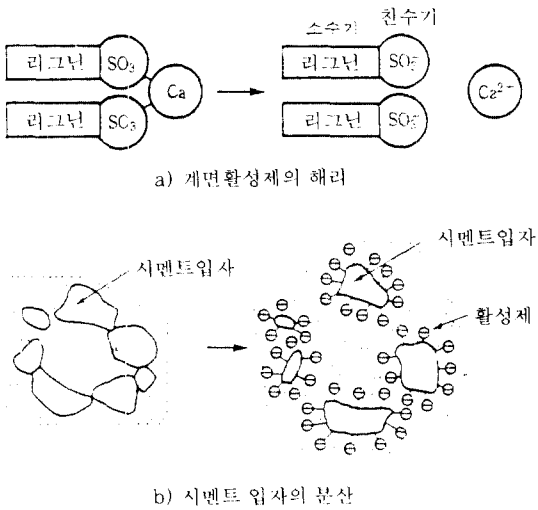 소수기 친수기
리그닌 SO₃ Ca 리그닌 SO₃⁻ Ca²⁺
리그닌 SO₃ 리그닌 SO₃⁻
a) 계면활성제의 해리
시멘트입자 시멘트입자
활성제
b) 시멘트 입자의 분산